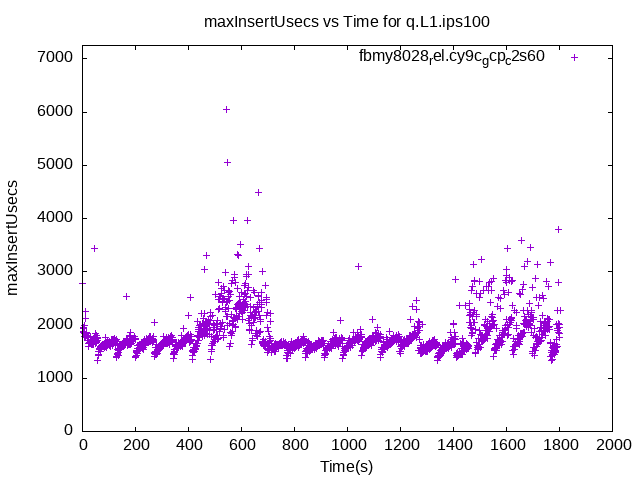 maxInsertUsecs vs Time for q.L1.ips100
fbmy8028rel.cy9cgcpc2s60
7000
6000
5000
4000
3000
2000
1000
0
maxInsertUsecs
0 200 400 600 800 1000 1200 1400 1600 1800 2000
Time(s)